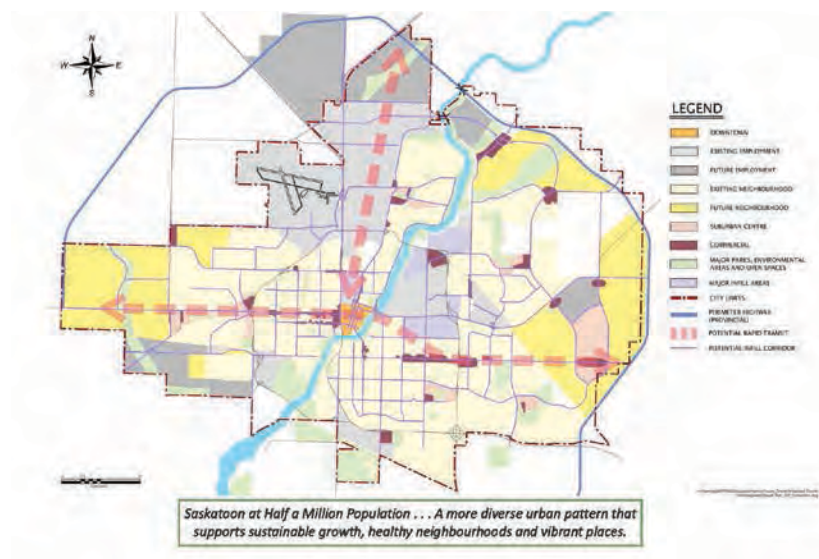 N
W E
S
LEGEND
DOWNTOWN
EXISTING EMPLOYMENT
FUTURE EMPLOYMENT
EXISTING NEIGHBOURHOOD
FUTURE NEIGHBOURHOOD
SUBURBAN CENTRE
COMMERCIAL
MAJOR PARKS, ENVIRONMENTAL
AREAS AND OPEN SPACES
MAJOR INFILL AREAS
CITY LIMITS
PERIMETER HIGHWAY
(PROVINCIAL)
POTENTIAL RAPID TRANSIT
POTENTIAL INFILL CORRIDOR
Saskatoon at Half a Million Population . . . A more diverse urban pattern that
supports sustainable growth, healthy neighbourhoods and vibrant places.